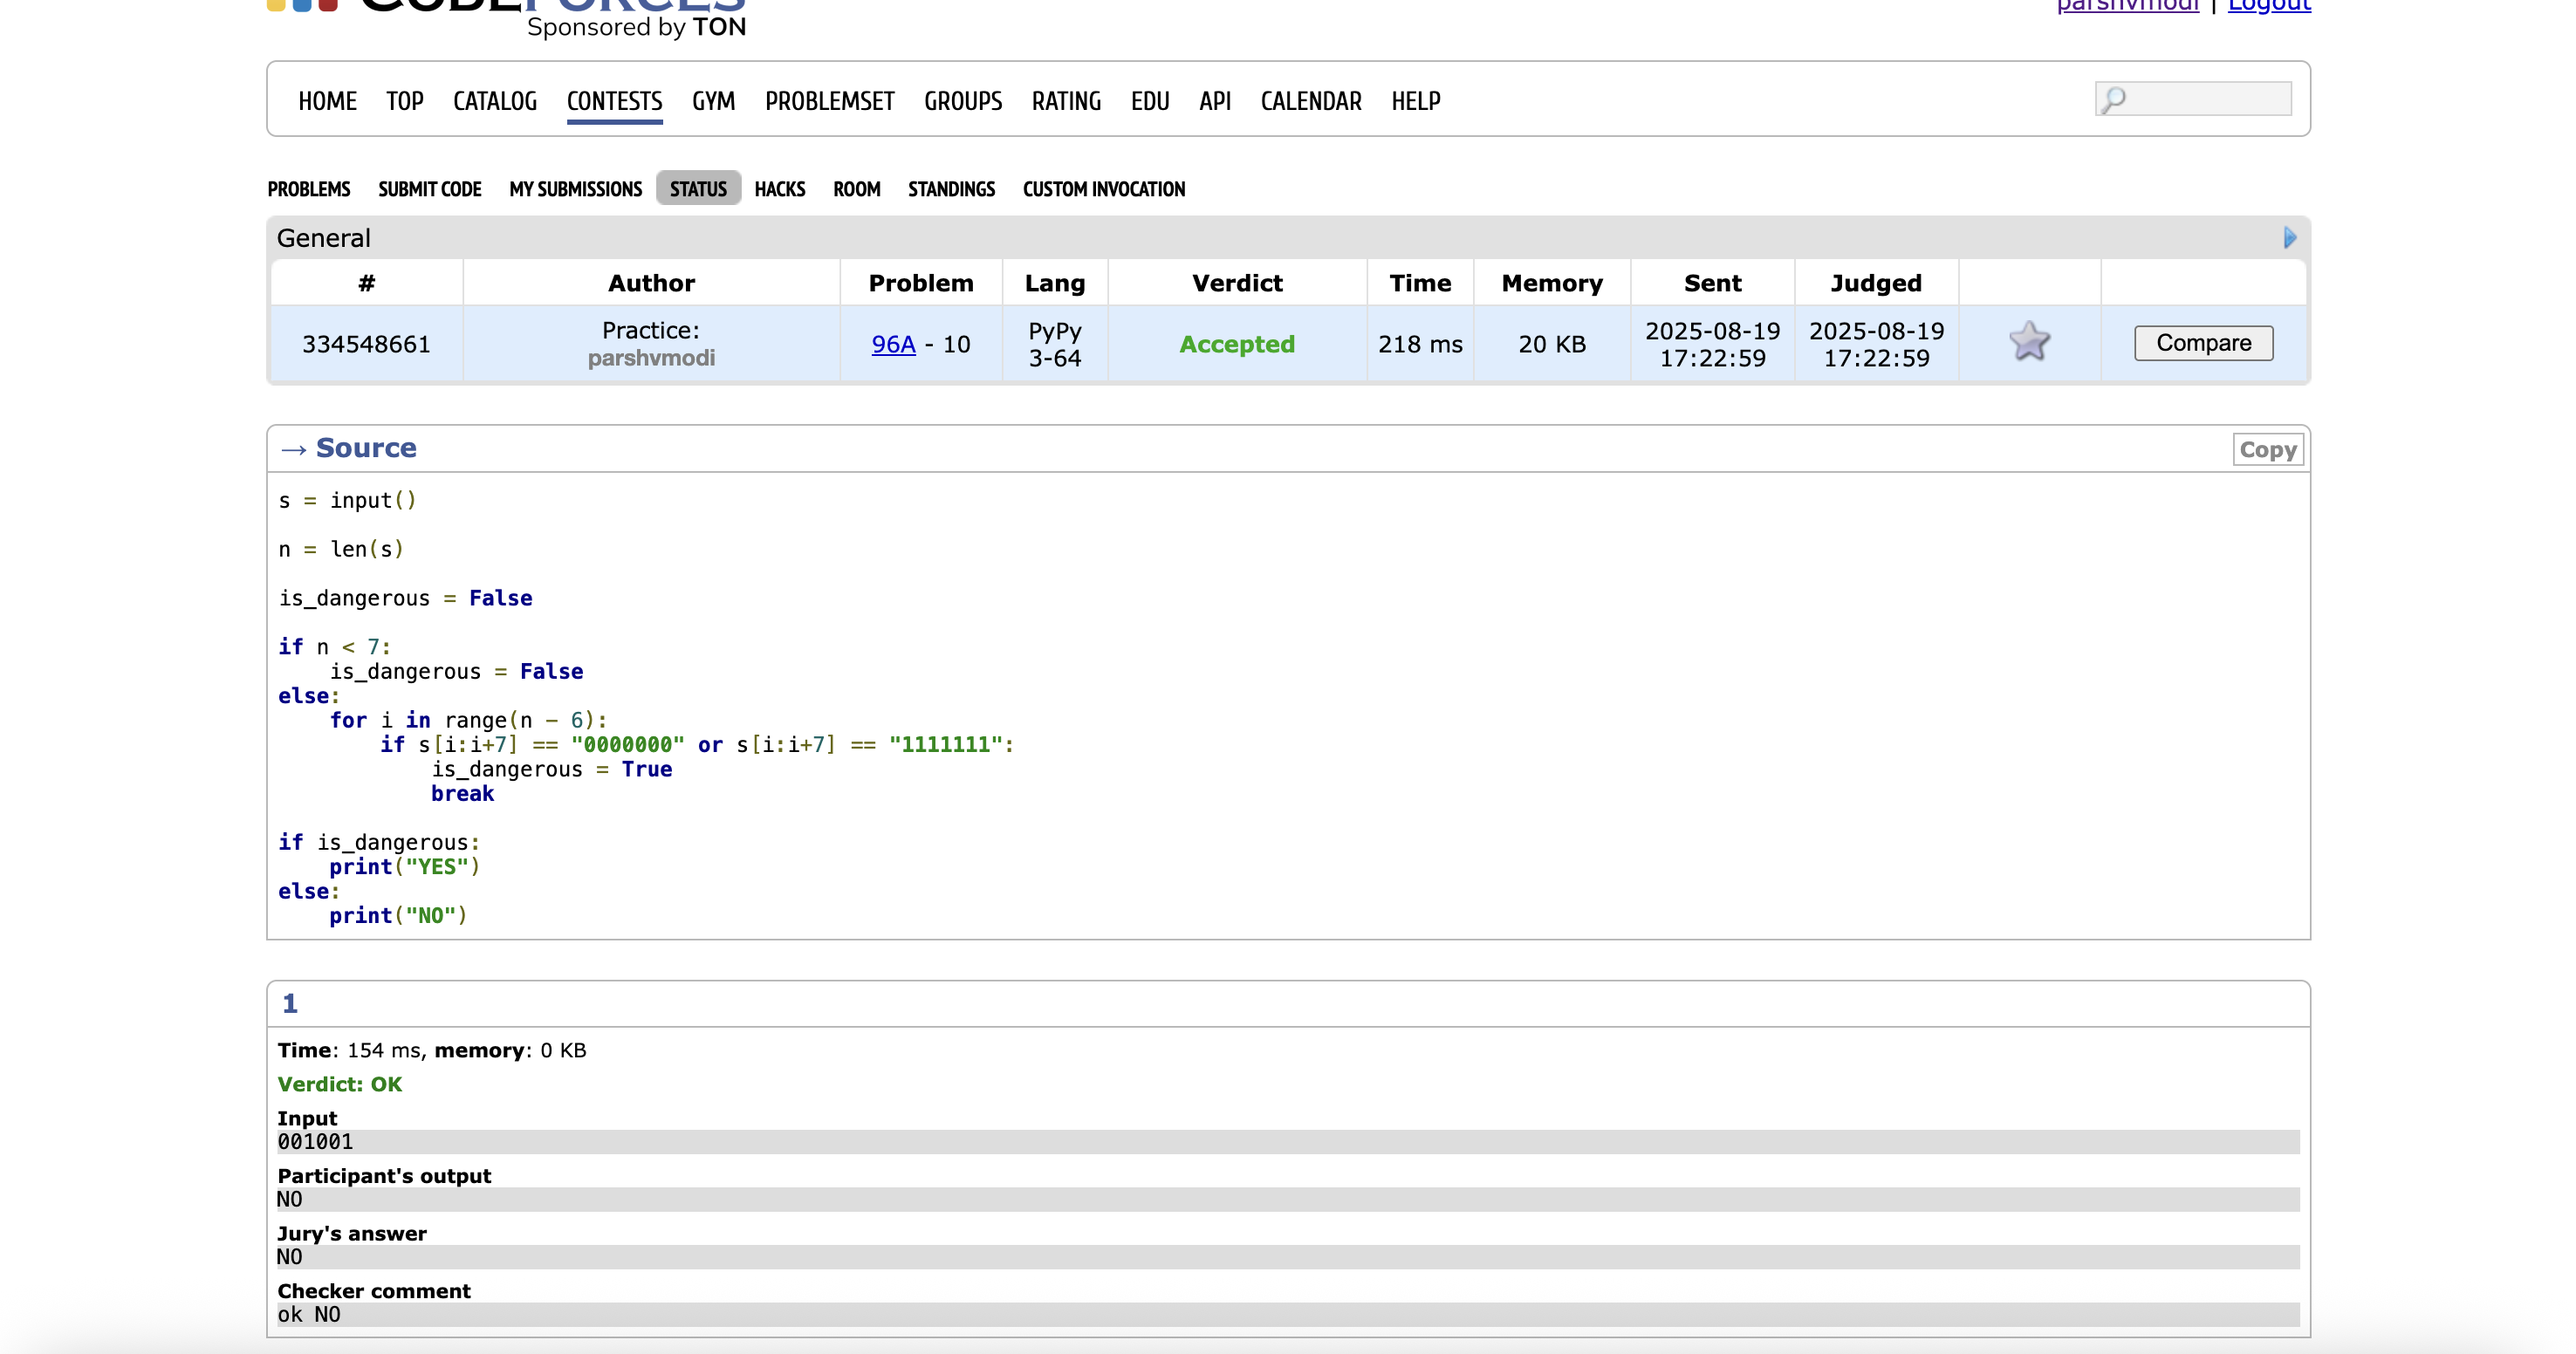 CODEFORCES
Sponsored by TON
parshvmodi | Logout
HOME TOP CATALOG CONTESTS GYM PROBLEMSET GROUPS RATING EDU API CALENDAR HELP
PROBLEMS SUBMIT CODE MY SUBMISSIONS STATUS HACKS ROOM STANDINGS CUSTOM INVOCATION
General
# Author Problem Lang Verdict Time Memory Sent Judged
334548661 Practice: parshvmodi 96A - 10 PyPy 3-64 Accepted 218 ms 20 KB 2025-08-19 17:22:59 2025-08-19 17:22:59 Compare
→ Source Copy
s = input()
n = len(s)
is_dangerous = False
if n < 7:
    is_dangerous = False
else:
    for i in range(n - 6):
        if s[i:i+7] == "0000000" or s[i:i+7] == "1111111":
            is_dangerous = True
            break
if is_dangerous:
    print("YES")
else:
    print("NO")
1
Time: 154 ms, memory: 0 KB
Verdict: OK
Input
001001
Participant's output
NO
Jury's answer
NO
Checker comment
ok NO